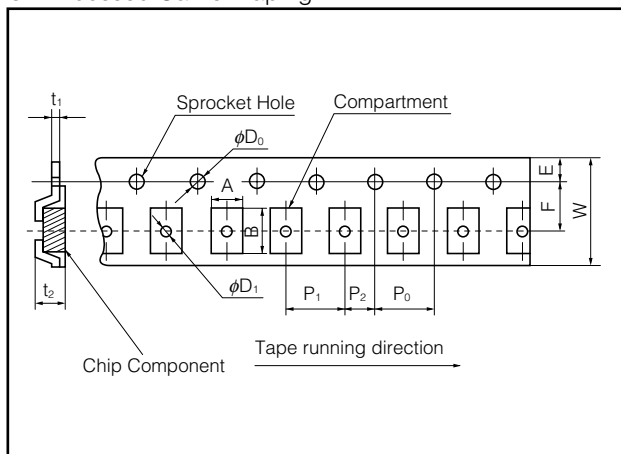 t1
Sprocket Hole
Compartment
ϕD0
A
E
F
W
B
t2
ϕD1
P1
P2
P0
Chip Component
Tape running direction